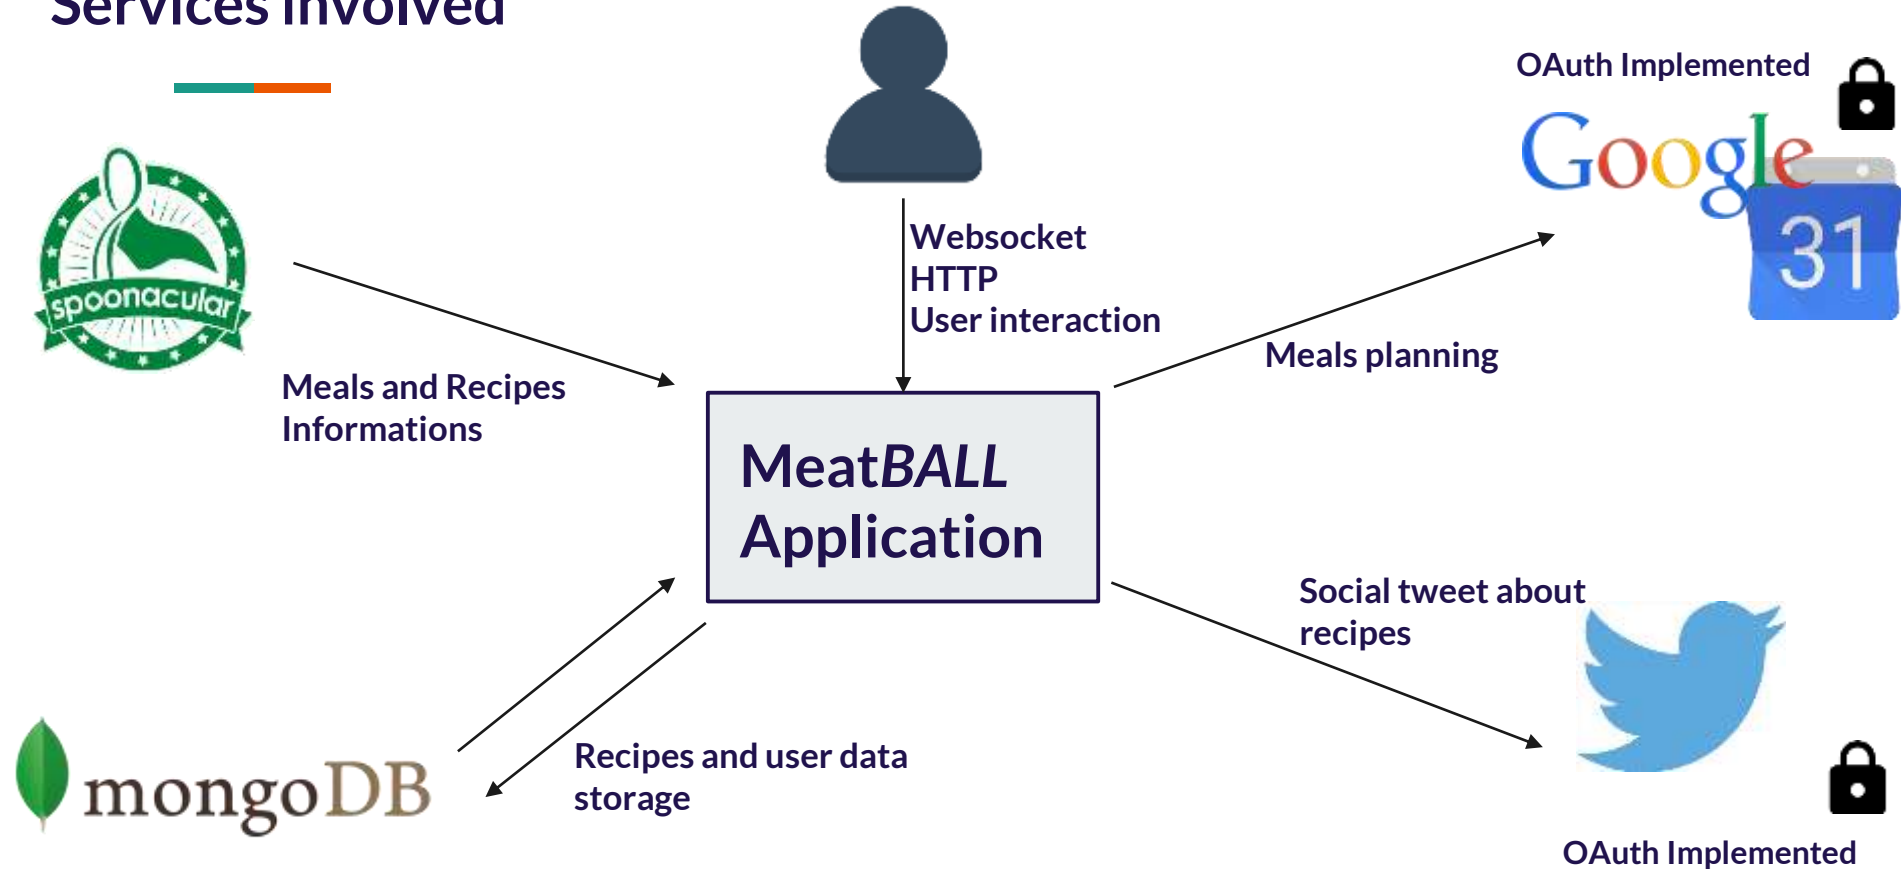 Services Involved
OAuth Implemented
Google
31
spoonacular
Websocket
HTTP
User interaction
Meals planning
Meals and Recipes
Informations
MeatBALL
Application
Social tweet about
recipes
Recipes and user data
storage
mongoDB
OAuth Implemented